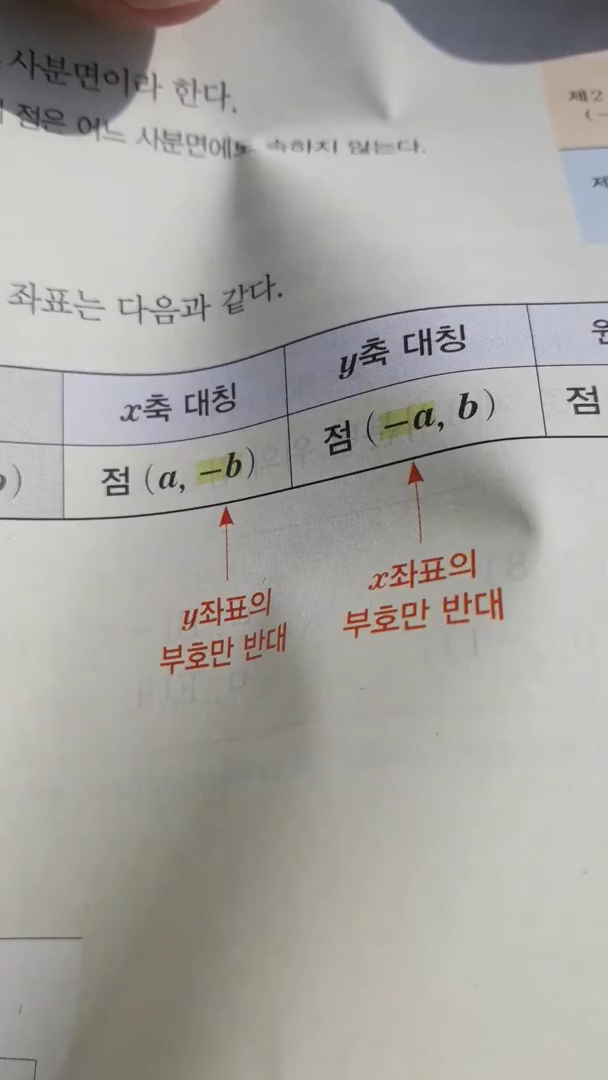 사분면이라 한다.
점은 어느 사분면에도 속하지 않는다.
제2
(-
좌표는 다음과 같다.
x축 대칭
y축 대칭
점 (a, -b)
점 (-a, b)
점
y좌표의
부호만 반대
x좌표의
부호만 반대